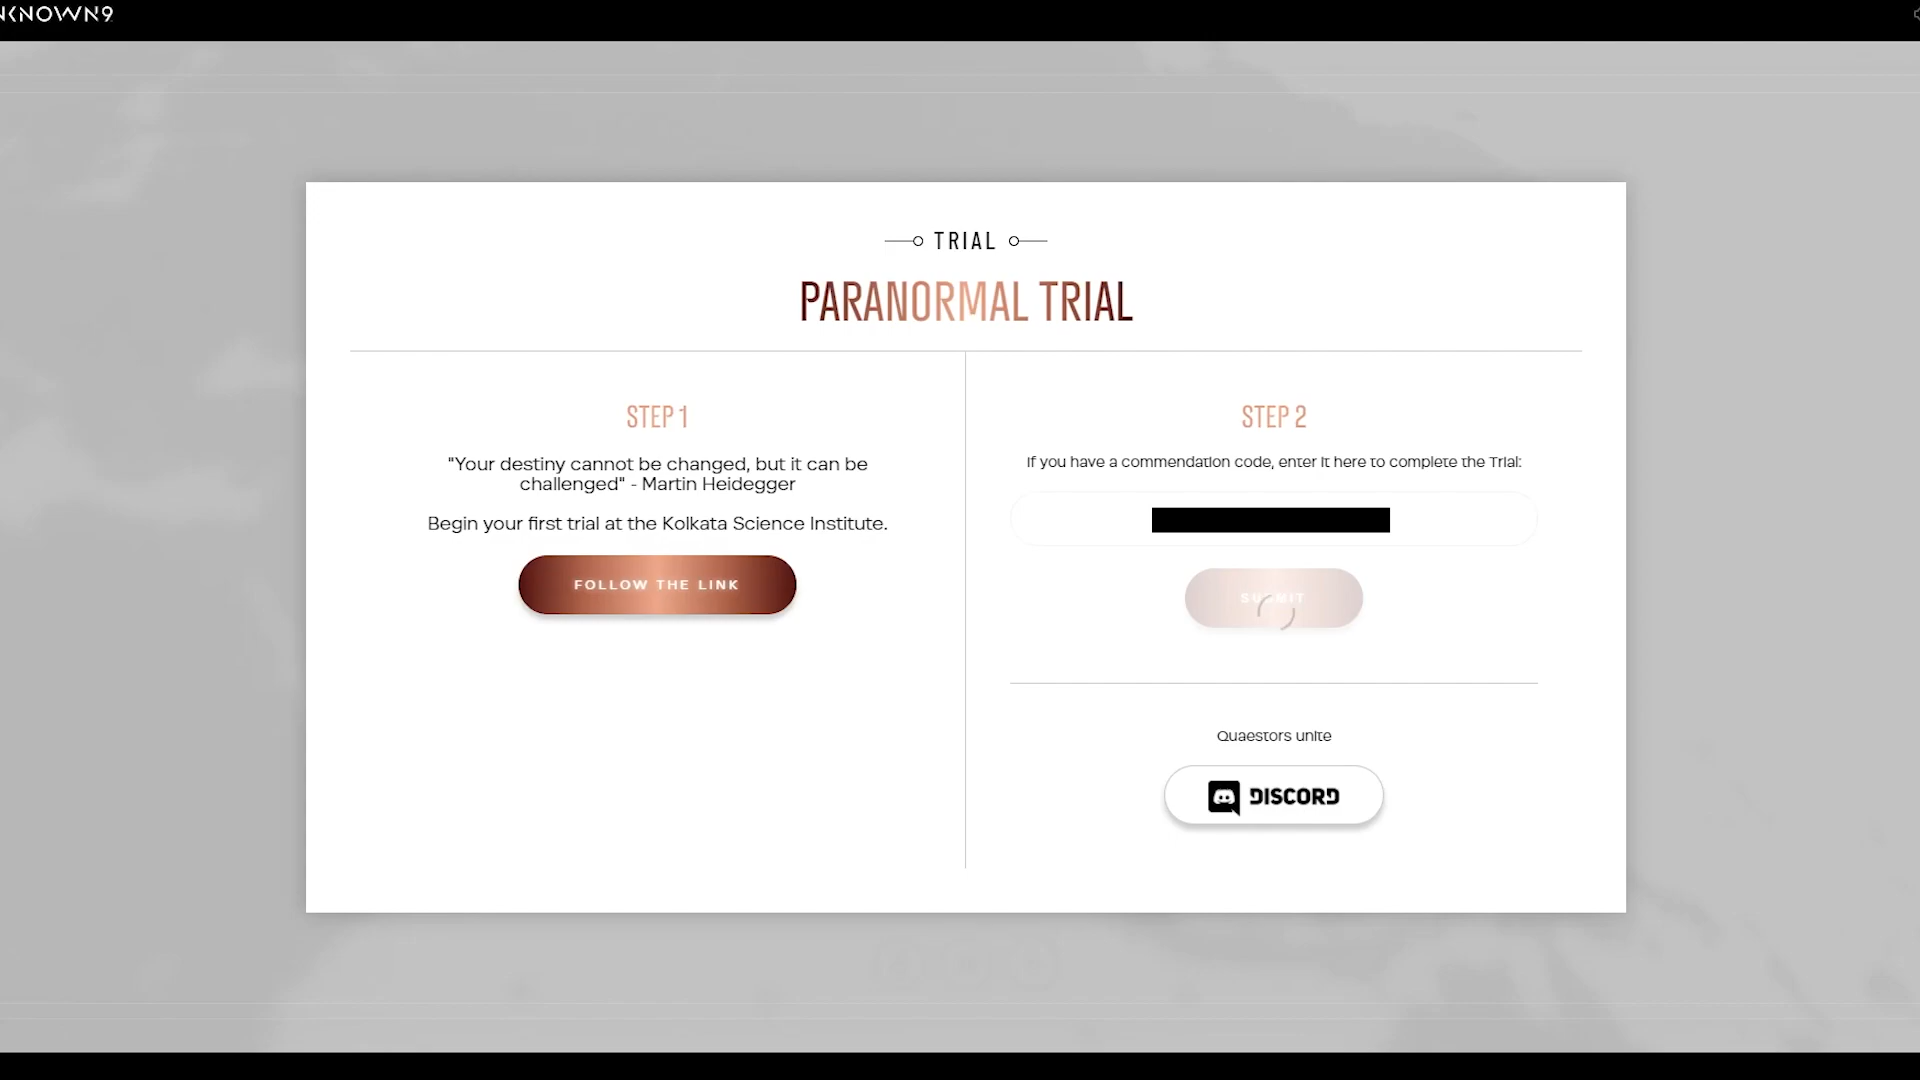 NKNOWN9
TRIAL
PARANORMAL TRIAL
STEP 1
"Your destiny cannot be changed, but it can be
challenged" - Martin Heidegger
Begin your first trial at the Kolkata Science Institute.
FOLLOW THE LINK
STEP 2
If you have a commendation code, enter it here to complete the Trial:
SUBMIT
Quaestors unite
DISCORD